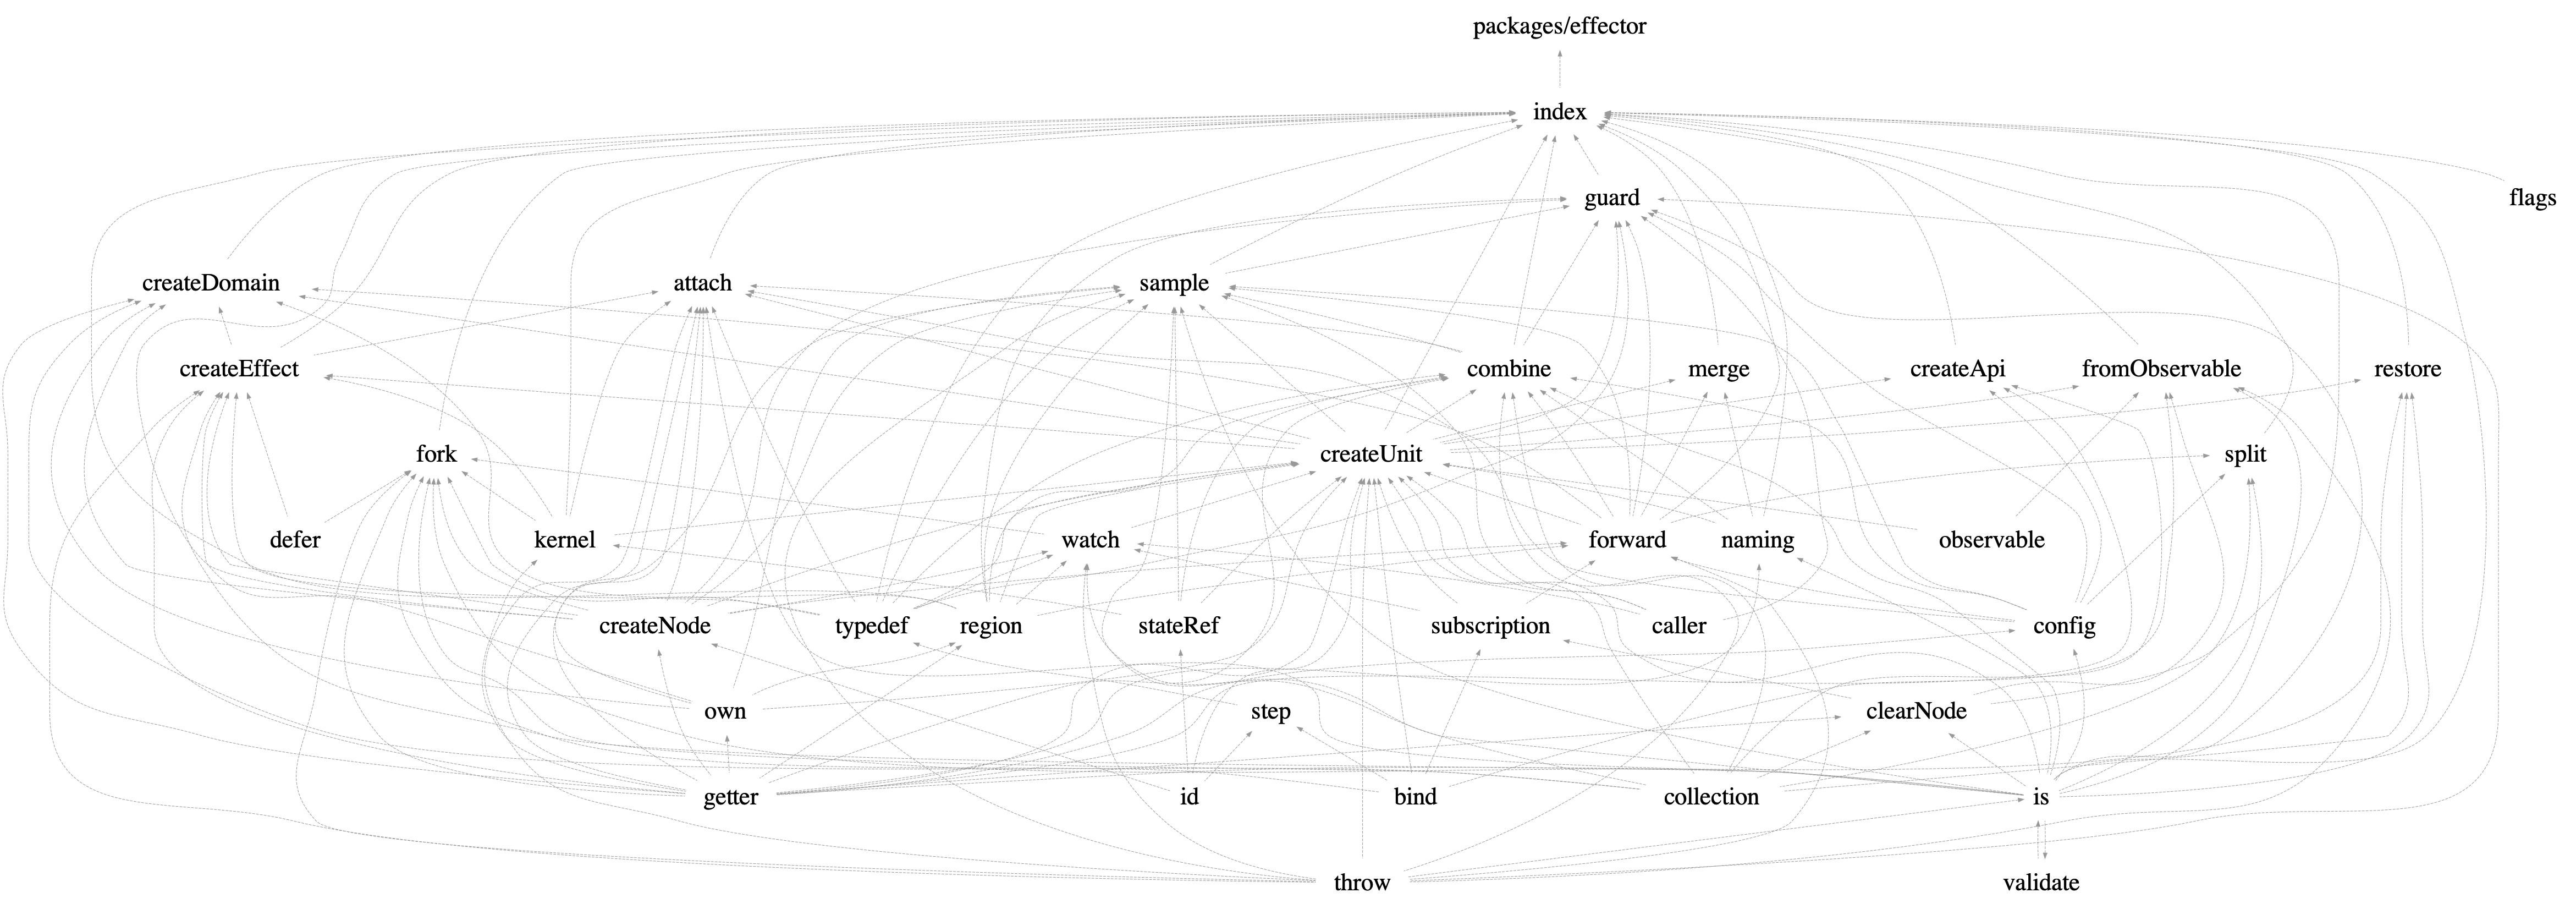 packages/effector
index
guard
flags
createDomain
attach
sample
createEffect
combine
merge
createApi
fromObservable
restore
fork
createUnit
split
defer
kernel
watch
forward
naming
observable
createNode
typedef
region
stateRef
subscription
caller
config
own
step
clearNode
getter
id
bind
collection
is
throw
validate